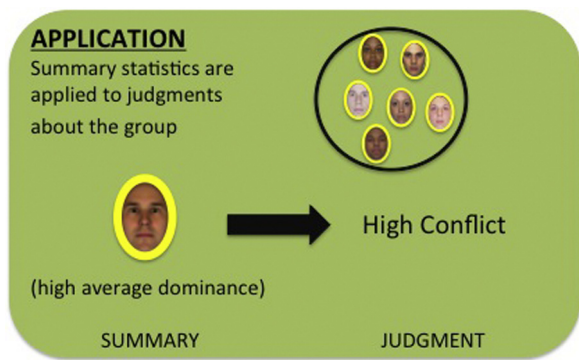 APPLICATION
Summary statistics are
applied to judgments
about the group
High Conflict
(high average dominance)
SUMMARY
JUDGMENT